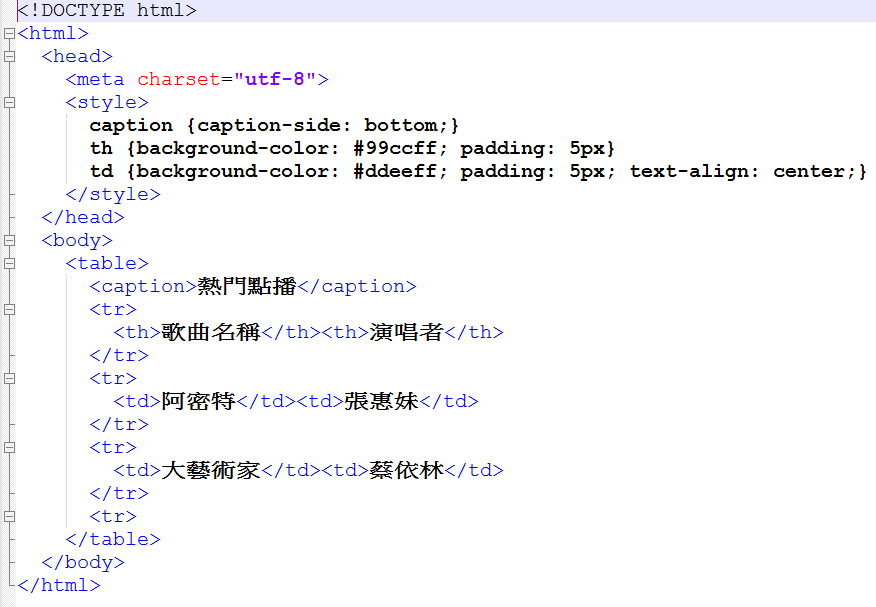 <!DOCTYPE html>
<html>
<head>
<meta charset="utf-8">
<style>
caption {caption-side: bottom;}
th {background-color: #99ccff; padding: 5px}
td {background-color: #ddeeff; padding: 5px; text-align: center;}
</style>
</head>
<body>
<table>
<caption>熱門點播</caption>
<tr>
<th>歌曲名稱</th><th>演唱者</th>
</tr>
<tr>
<td>阿密特</td><td>張惠妹</td>
</tr>
<tr>
<td>大藝術家</td><td>蔡依林</td>
</tr>
<tr>
</table>
</body>
</html>